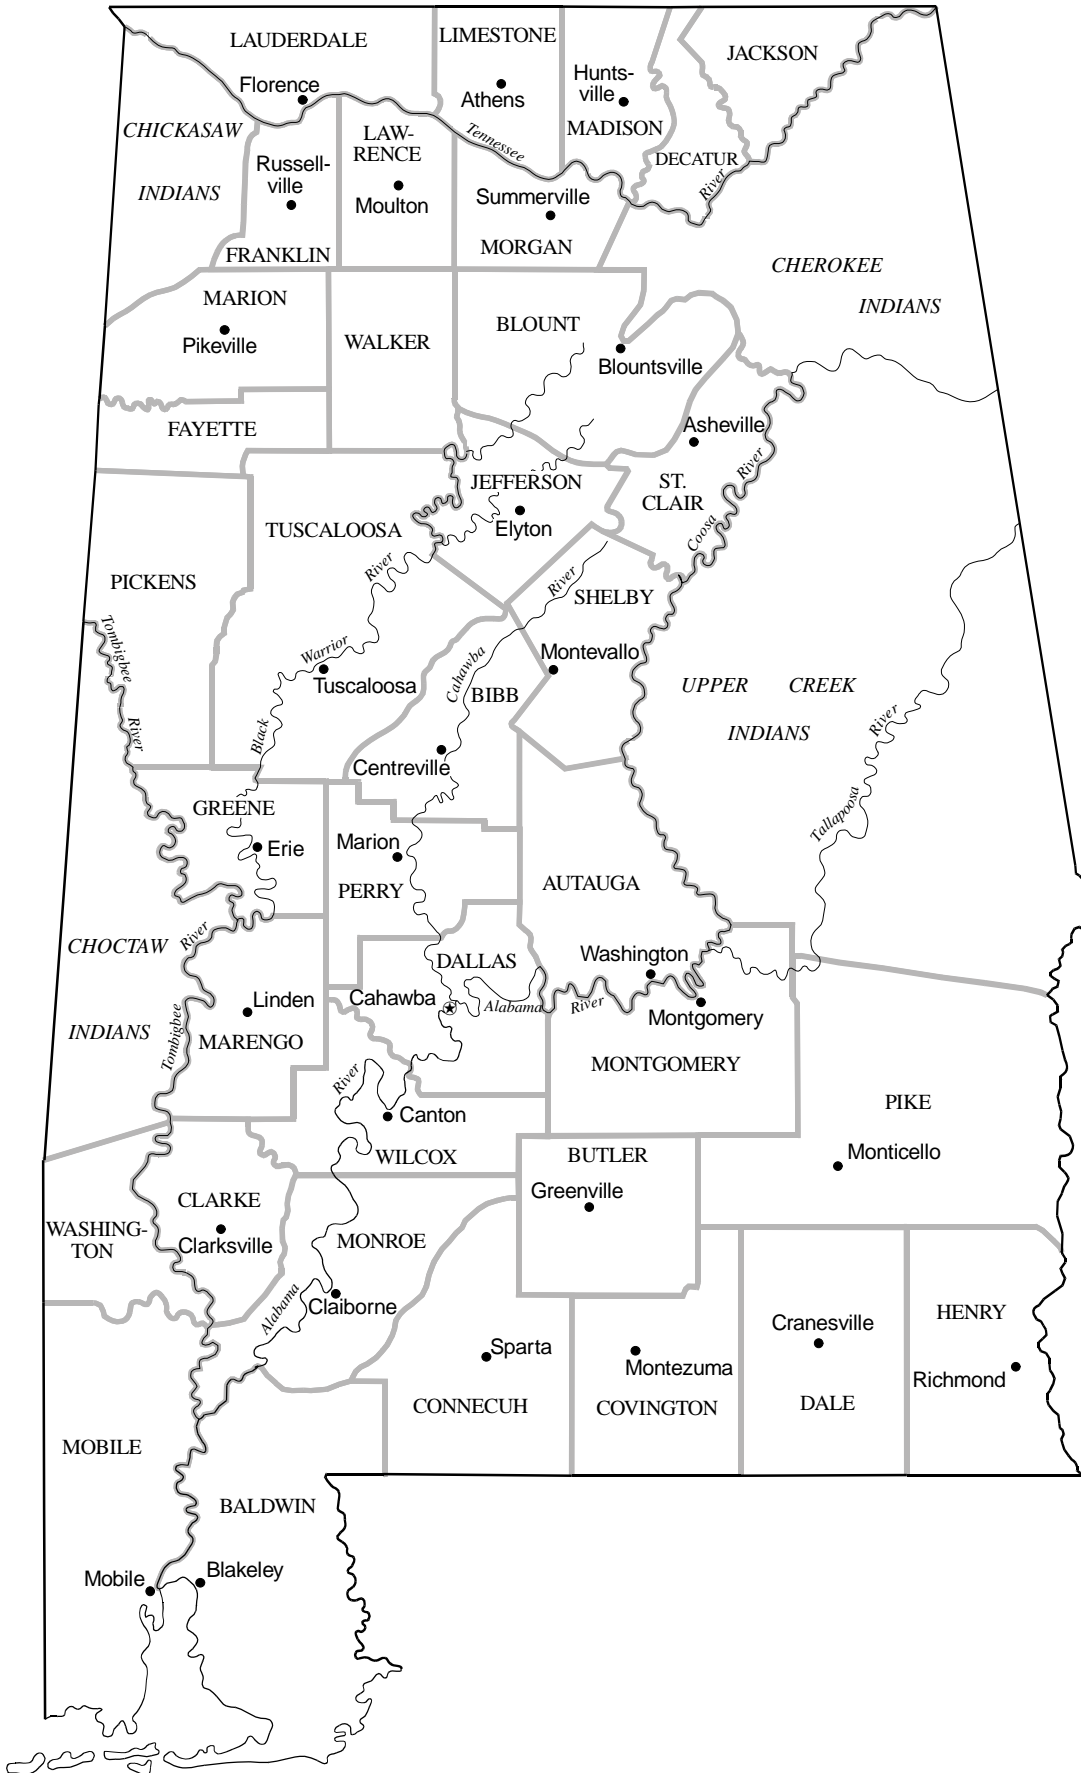 LAUDERDALE
LIMESTONE
JACKSON
Florence
Athens
Hunts-
ville
MADISON
CHICKASAW
INDIANS
LAW-
RENCE
Tennessee
River
DECATUR
Russell-
ville
Moulton
Summerville
FRANKLIN
MORGAN
CHEROKEE
INDIANS
MARION
Pikeville
WALKER
BLOUNT
Blountsville
FAYETTE
Asheville
JEFFERSON
Elyton
ST.
CLAIR
Coosa
River
TUSCALOOSA
PICKENS
River
Warrior
Black
Tuscaloosa
River
Cahawba
SHELBY
Montevallo
BIBB
Centreville
Tombigbee
River
UPPER CREEK
INDIANS
River
Tallapoosa
GREENE
Erie
Marion
PERRY
AUTAUGA
CHOCTAW
INDIANS
River
Tombigbee
Linden
MARENGO
DALLAS
Cahawba
Alabama
River
Washington
Montgomery
MONTGOMERY
PIKE
Monticello
River
Canton
WILCOX
BUTLER
Greenville
CLARKE
Clarksville
WASHING-
TON
MONROE
Alabama
Claiborne
Sparta
CONNECUH
Montezuma
COVINGTON
Cranesville
DALE
HENRY
Richmond
MOBILE
BALDWIN
Mobile
Blakeley